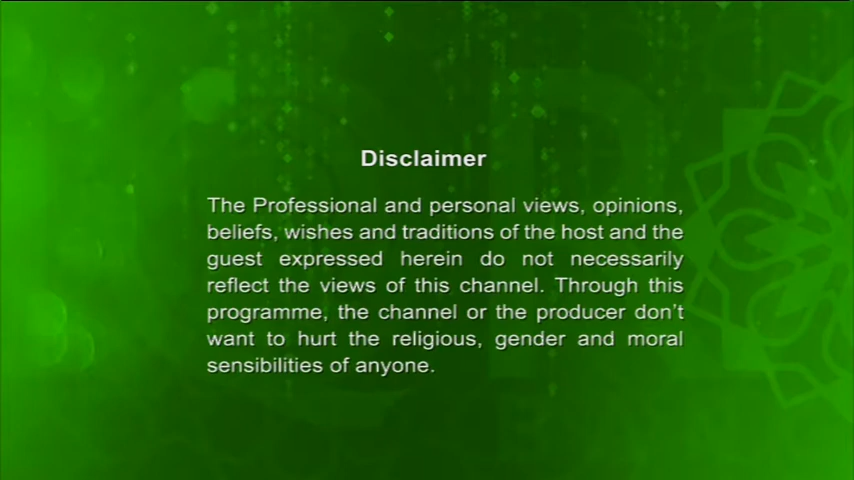 Disclaimer
The Professional and personal views, opinions,
beliefs, wishes and traditions of the host and the
guest expressed herein do not necessarily
reflect the views of this channel. Through this
programme, the channel or the producer don't
want to hurt the religious, gender and moral
sensibilities of anyone.